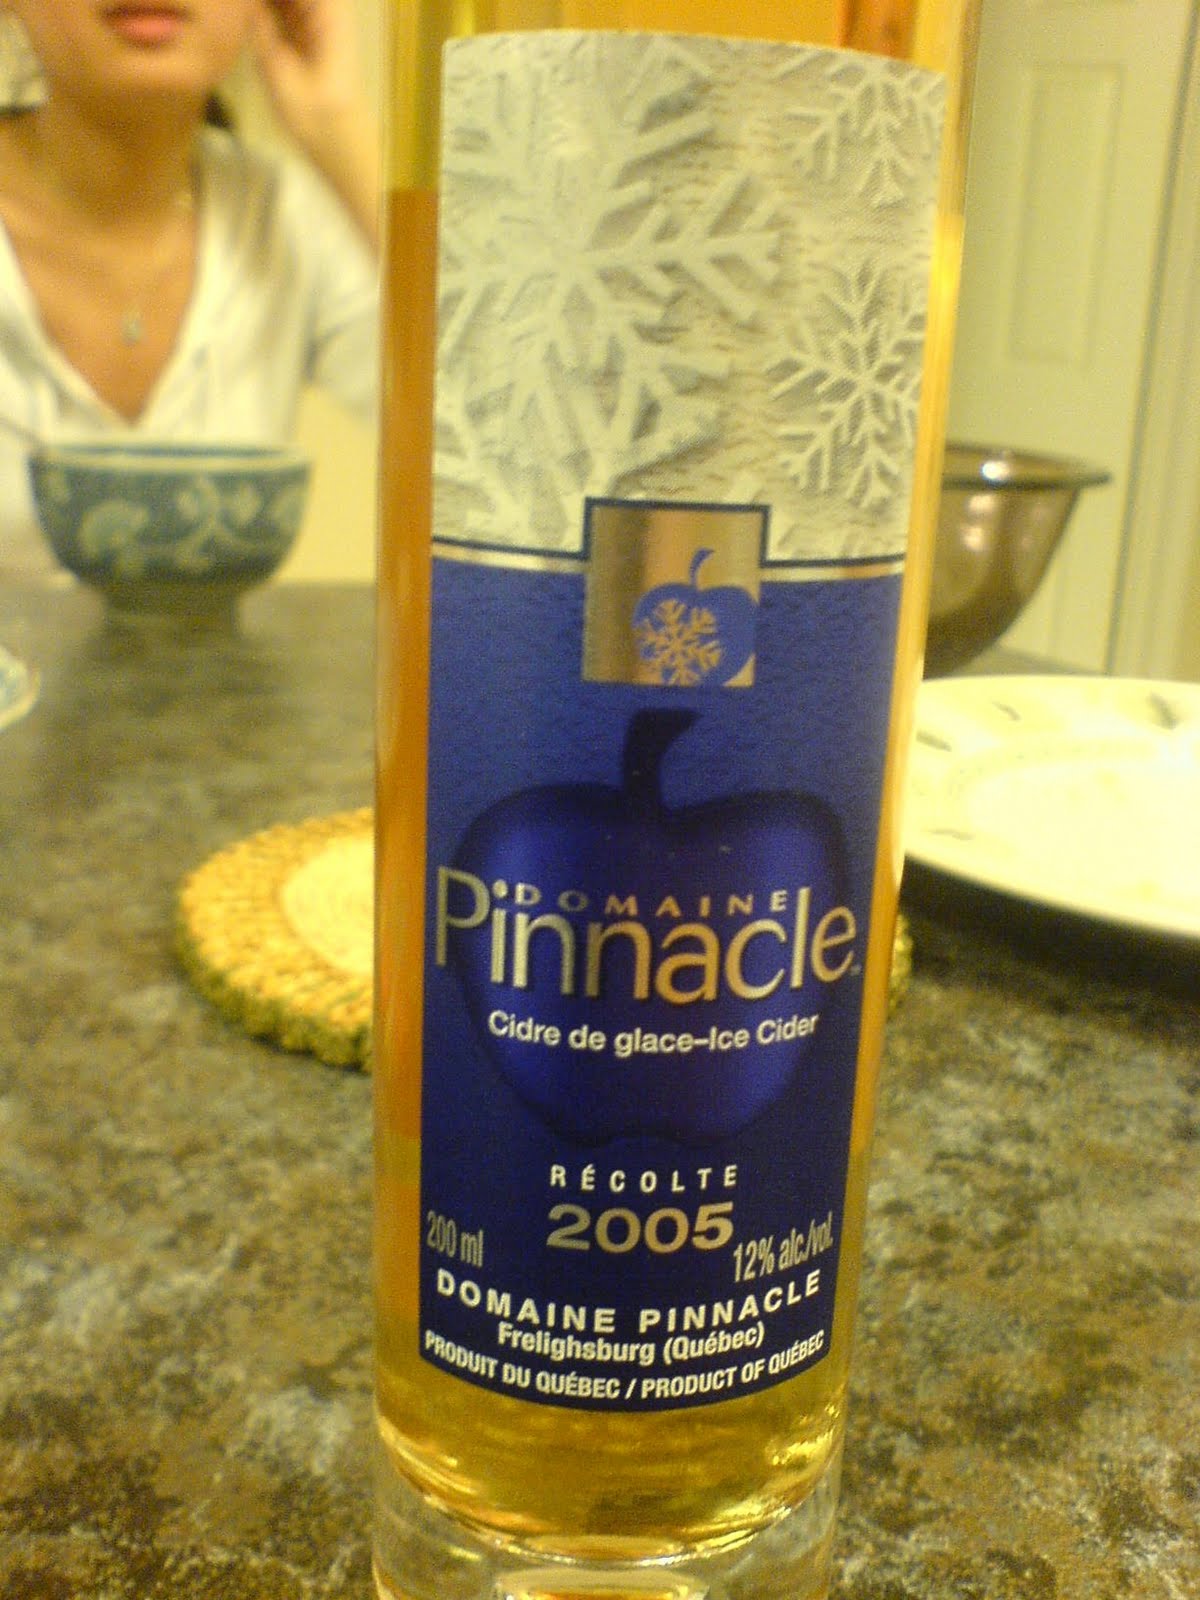 DOMAINE
Pinnacle™
Cidre de glace–Ice Cider
RÉCOLTE
2005
200 ml
12% alc./vol.
DOMAINE PINNACLE
Frelighsburg (Québec)
PRODUIT DU QUÉBEC / PRODUCT OF QUÉBEC